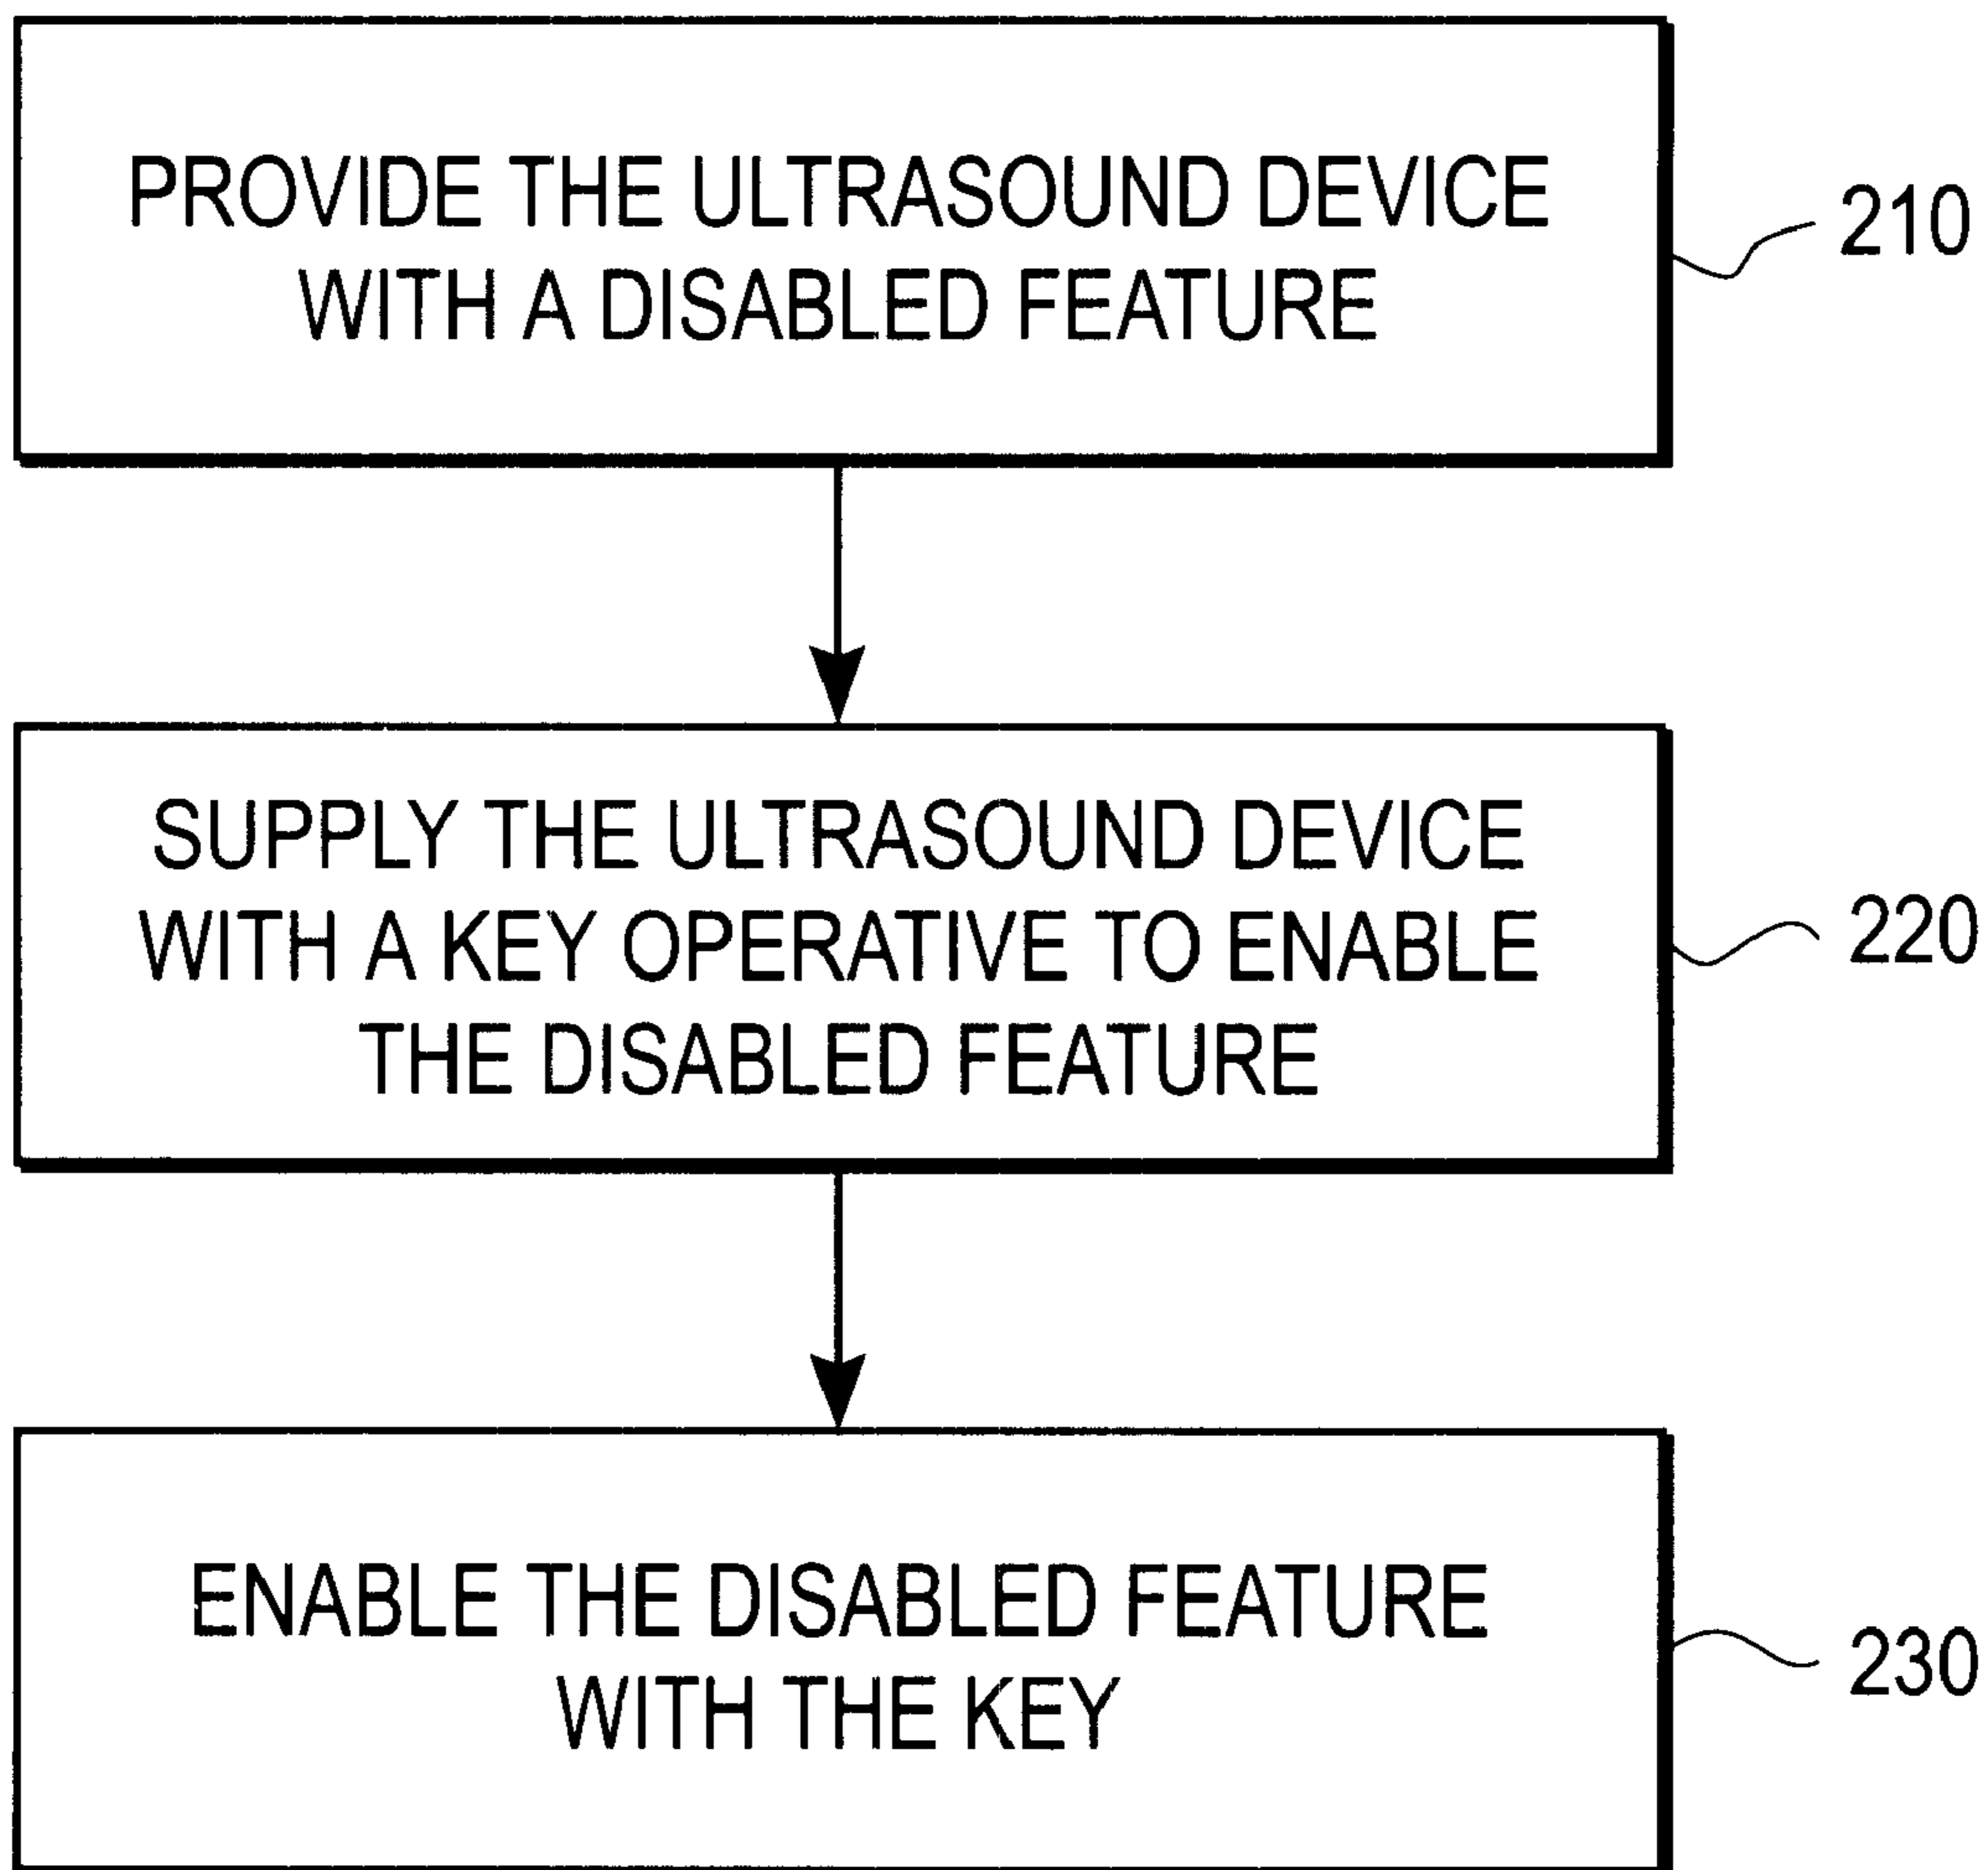 PROVIDE THE ULTRASOUND DEVICE
WITH A DISABLED FEATURE
210
SUPPLY THE ULTRASOUND DEVICE
WITH A KEY OPERATIVE TO ENABLE
THE DISABLED FEATURE
220
ENABLE THE DISABLED FEATURE
WITH THE KEY
230